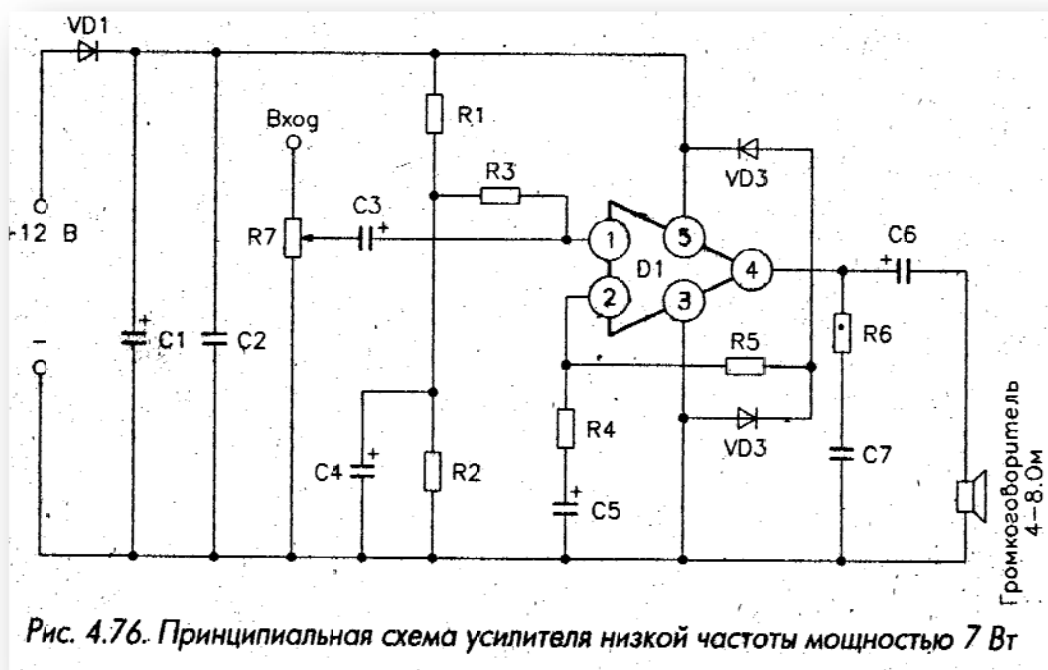 VD1
Вход
R1
R3
VD3
C3
+
R7
1
5
D1
4
2
3
C6
+
+12 В
-
+
C1
C2
R5
R6
R4
VD3
C4
+
R2
+
C5
C7
Громкоговоритель
4-8.Ом
Рис. 4.76. Принципиальная схема усилителя низкой частоты мощностью 7 Вт